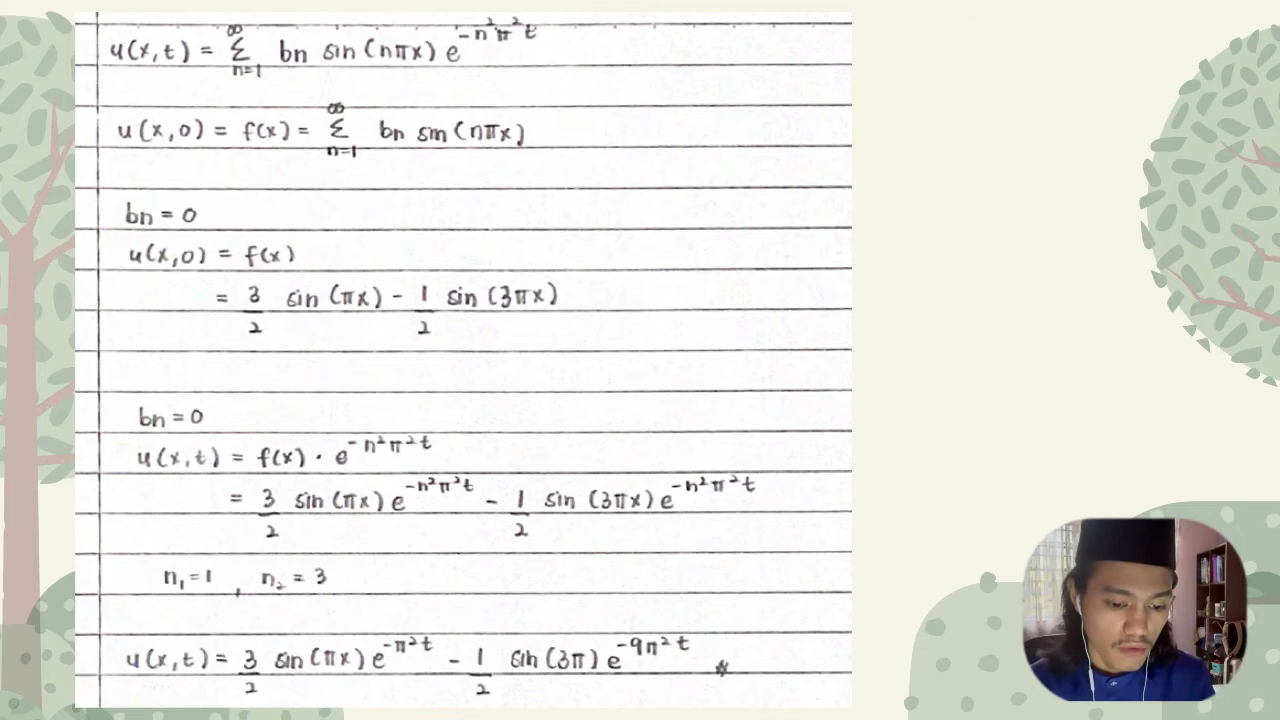 u(x,t) = ∞ Σ n=1 bn sin(nπx) e^-n²π²t
u(x,0) = f(x) = ∞ Σ n=1 bn sin(nπx)
bn = 0
u(x,0) = f(x)
= 3/2 sin(πx) - 1/2 sin(3πx)
bn = 0
u(x,t) = f(x) · e^-n²π²t
= 3/2 sin(πx) e^-n²π²t - 1/2 sin(3πx) e^-n²π²t
n₁=1 , n₂ = 3
u(x,t) = 3/2 sin(πx) e^-π²t - 1/2 sin(3π) e^-9π²t